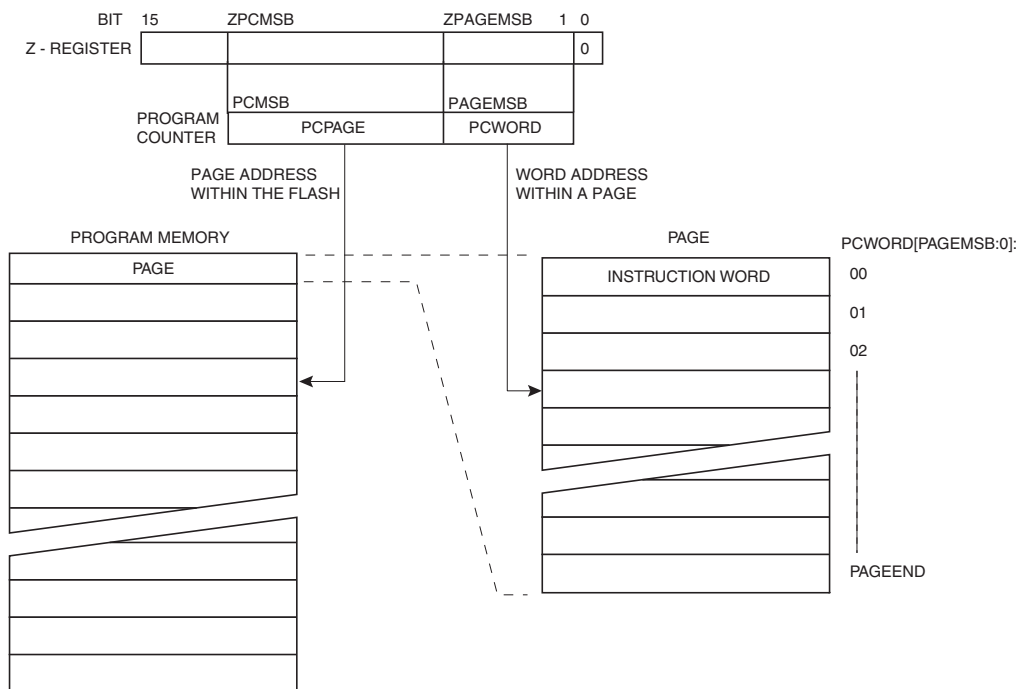 BIT 15 ZPCMSB ZPAGEMSB 1 0
Z - REGISTER 0
PCMSB PAGEMSB
PROGRAM
COUNTER
PCPAGE PCWORD
PAGE ADDRESS
WITHIN THE FLASH
WORD ADDRESS
WITHIN A PAGE
PROGRAM MEMORY
PAGE
PAGE
PCWORD[PAGEMSB:0]:
INSTRUCTION WORD 00
01
02
PAGEEND